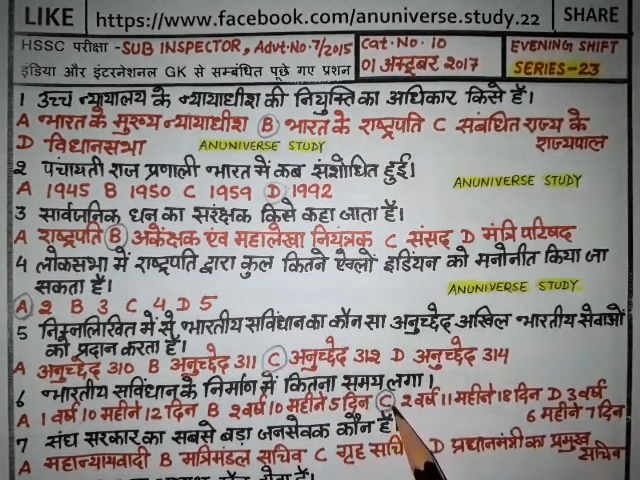 LIKE https://www.facebook.com/anuniverse.study.22 SHARE
HSSC परीक्षा -SUB INSPECTOR, Advt.No.7/2015 Cat.No. 10 EVENING SHIFT
इंडिया और इंटरनेशनल GK से सम्बंधित पूछे गए प्रशन 01 अक्टूबर 2017 SERIES-23
1 उच्च न्यायालय के न्यायाधीश की नियुक्ति का अधिकार किसे हैं।
A भारत के मुख्य न्यायाधीश B भारत के राष्ट्रपति C संबंधित राज्य के राज्यपाल
D विधानसभा ANUNIVERSE STUDY
2 पंचायती राज प्रणाली भारत में कब संशोधित हुई।
A 1945 B 1950 C 1959 D 1992 ANUNIVERSE STUDY
3 सार्वजनिक धन का संरक्षक किसे कहा जाता है।
A राष्ट्रपति B अकेंक्षक एंव महालेखा नियंत्रक C संसद D मंत्रि परिषद
4 लोकसभा में राष्ट्रपति द्वारा कुल कितने ऐग्लों इंडियन को मनोनीत किया जा
सकता हैं। ANUNIVERSE STUDY
A 2 B 3 C 4 D 5
5 निम्नलिखित में से भारतीय सविंधान का कौन सा अनुच्छेद अखिल भारतीय सेवाओं
को प्रदान करता है।
A अनुच्छेद 310 B अनुच्छेद 311 C अनुच्छेद 312 D अनुच्छेद 314
6 भारतीय सविंधान के निर्माण में कितना समय लगा।
A 1 वर्ष 10 महीने 12 दिन B 2 वर्ष 10 महीने 5 दिन C 2 वर्ष 11 महीने 18 दिन D 3 वर्ष
6 महीने 7 दिन
7 संघ सरकार का सबसे बड़ा जनसेवक कौन हैं
A महान्यायवादी B मंत्रिमंडल सचिव C गृह सचि D प्रधानमंत्री का प्रमुख
सचिव